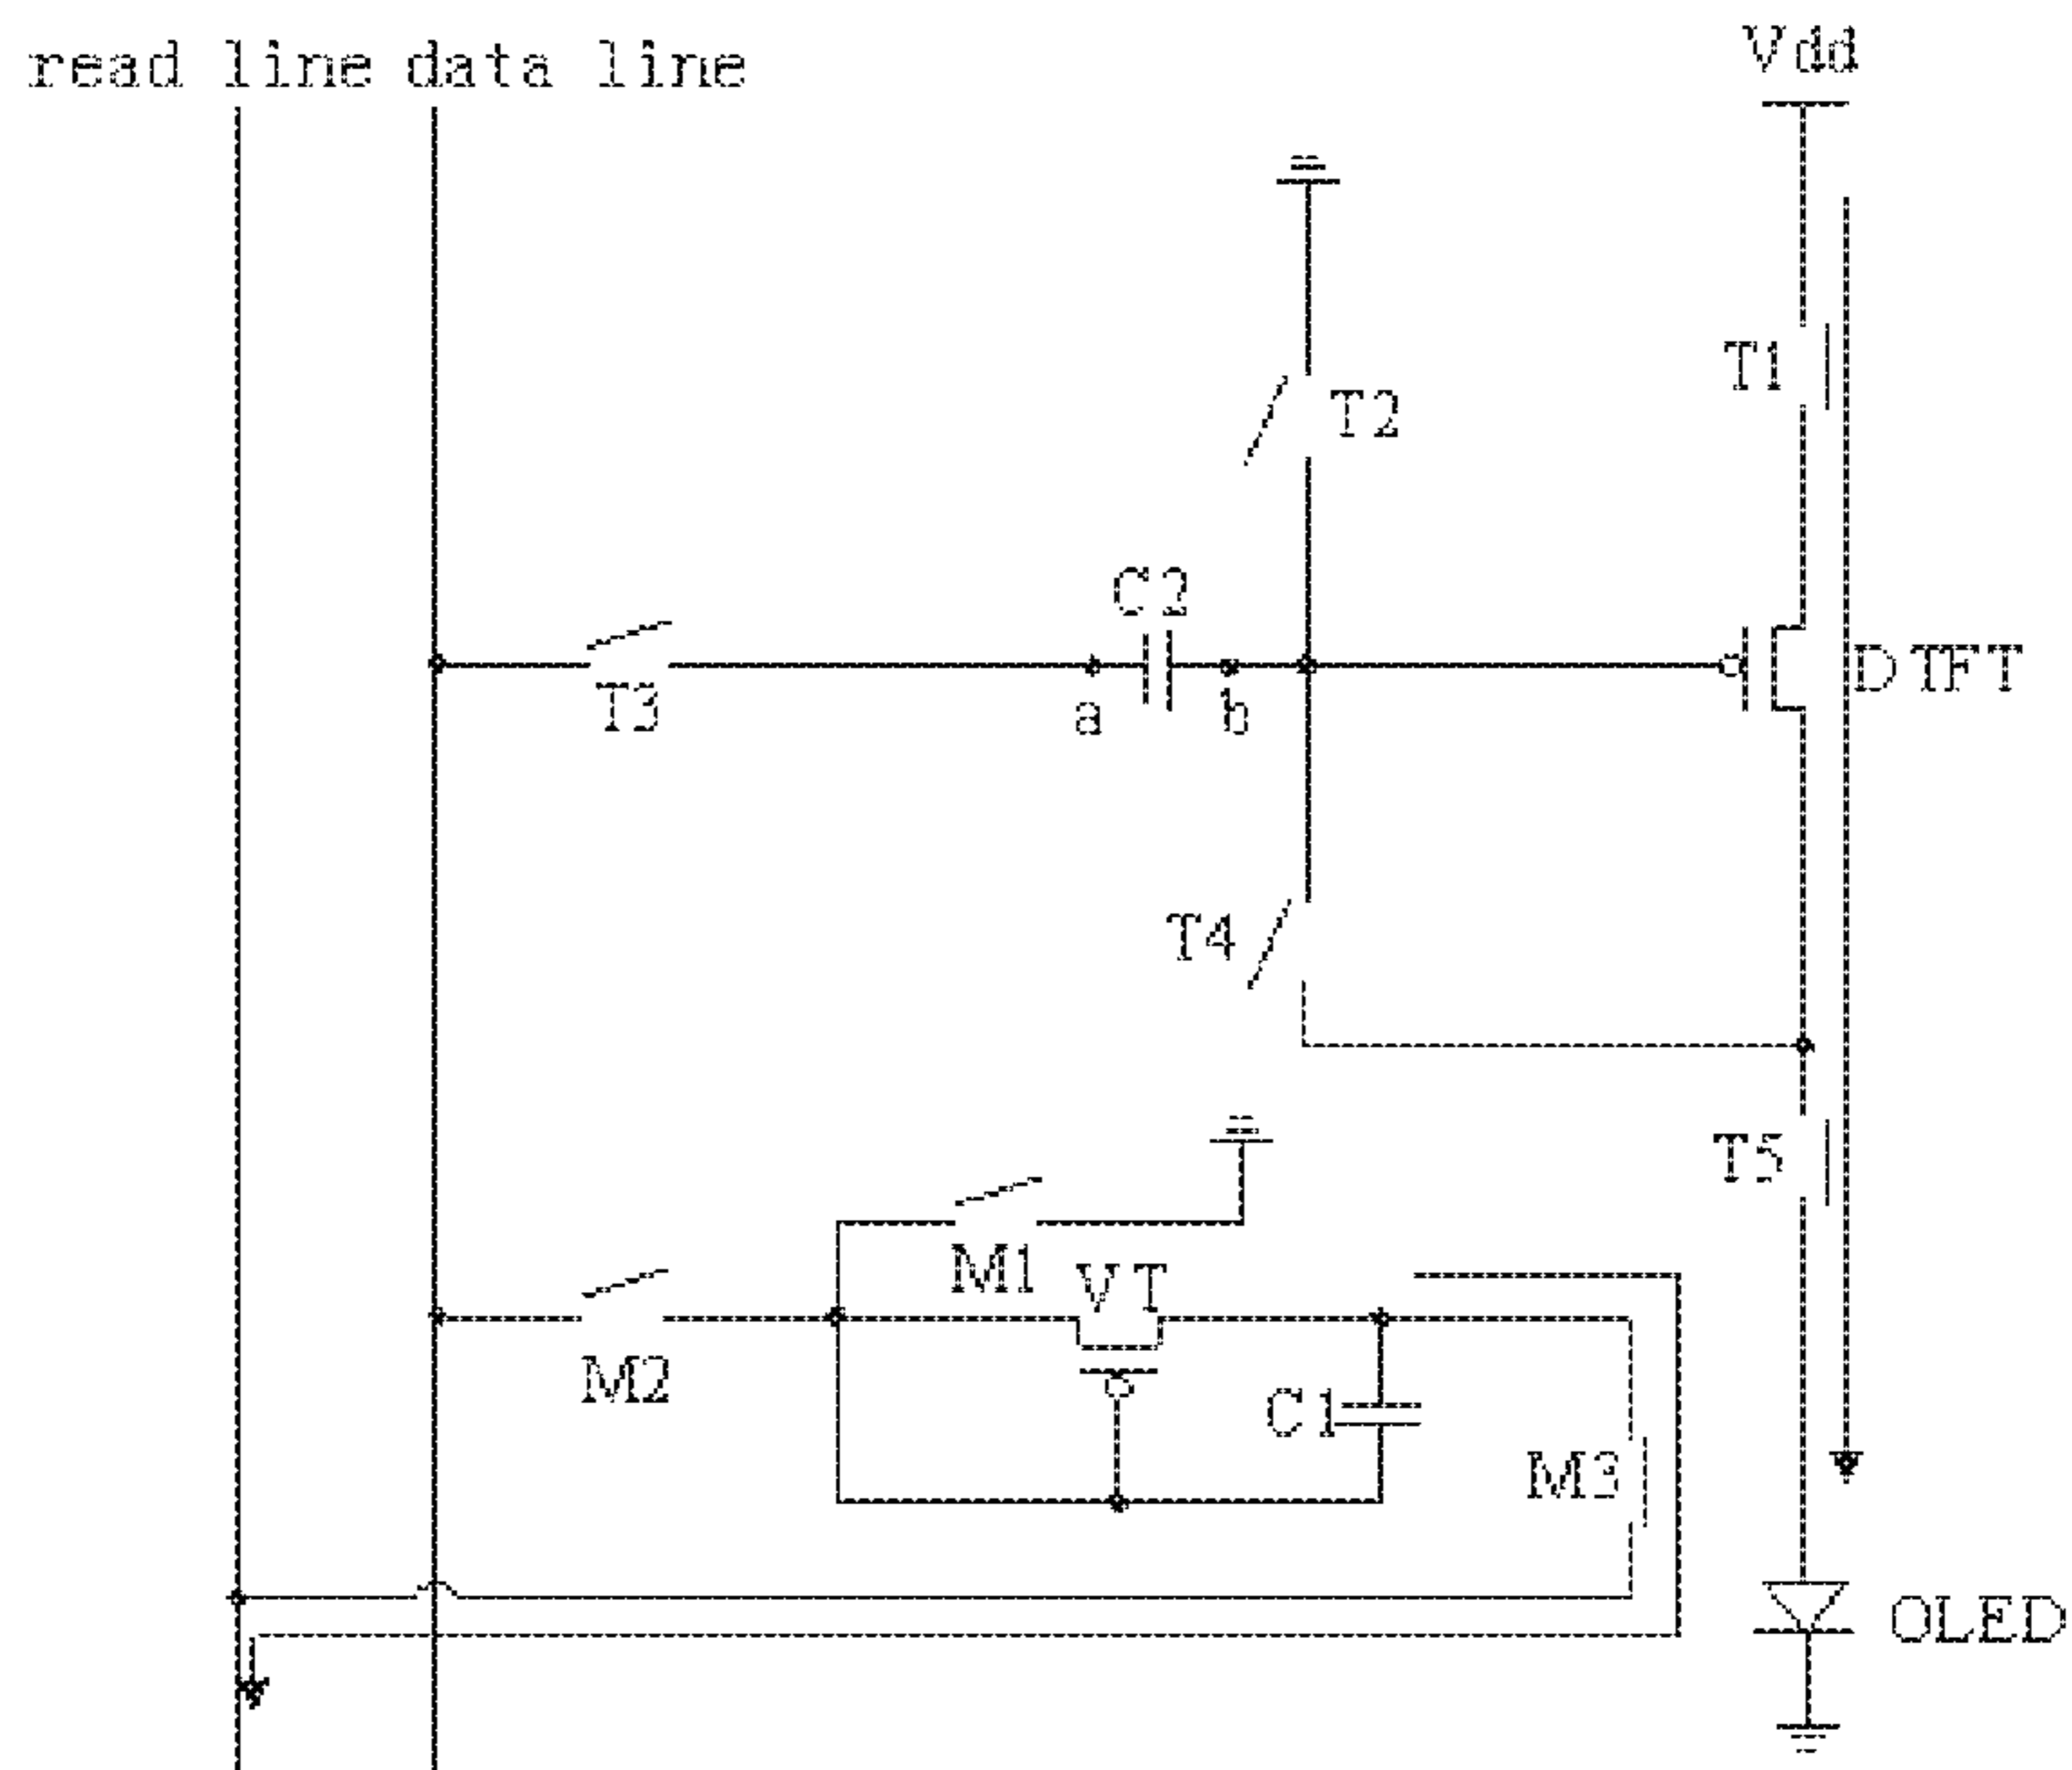 read line data line
Vdd
T1
T2
C2
DTFT
T3
a
b
T4
T5
M1
VT
M2
C1
M3
OLED